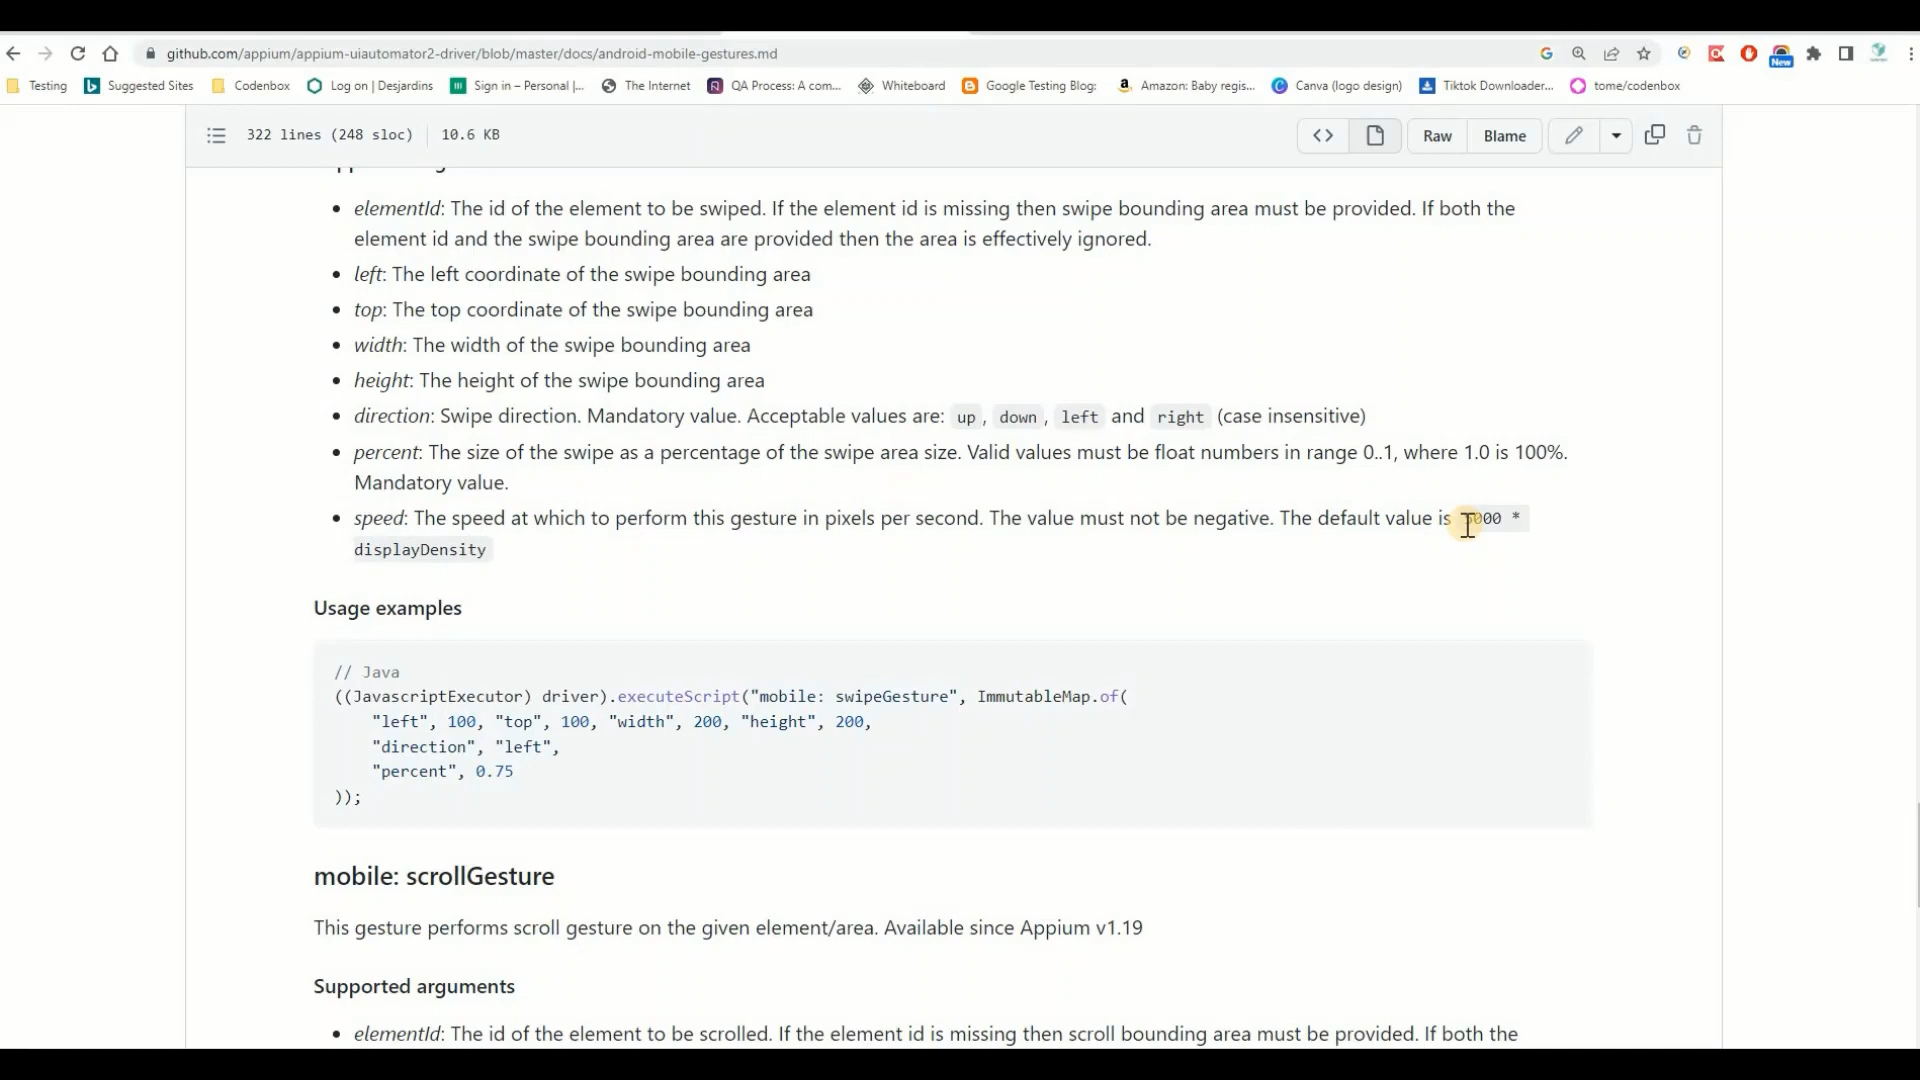 github.com/appium/appium-uiautomator2-driver/blob/master/docs/android-mobile-gestures.md
New
Testing Suggested Sites Codenbox Log on | Desjardins Sign in – Personal |... The Internet QA Process: A com... Whiteboard Google Testing Blog: Amazon: Baby regis... Canva (logo design) Tiktok Downloader... tome/codenbox
322 lines (248 sloc) 10.6 KB Raw Blame
• elementId: The id of the element to be swiped. If the element id is missing then swipe bounding area must be provided. If both the
element id and the swipe bounding area are provided then the area is effectively ignored.
• left: The left coordinate of the swipe bounding area
• top: The top coordinate of the swipe bounding area
• width: The width of the swipe bounding area
• height: The height of the swipe bounding area
• direction: Swipe direction. Mandatory value. Acceptable values are: up, down, left and right (case insensitive)
• percent: The size of the swipe as a percentage of the swipe area size. Valid values must be float numbers in range 0..1, where 1.0 is 100%.
Mandatory value.
• speed: The speed at which to perform this gesture in pixels per second. The value must not be negative. The default value is *
displayDensity
Usage examples
// Java
((JavascriptExecutor) driver).executeScript("mobile: swipeGesture", ImmutableMap.of(
"left", 100, "top", 100, "width", 200, "height", 200,
"direction", "left",
"percent", 0.75
));
mobile: scrollGesture
This gesture performs scroll gesture on the given element/area. Available since Appium v1.19
Supported arguments
• elementId: The id of the element to be scrolled. If the element id is missing then scroll bounding area must be provided. If both the